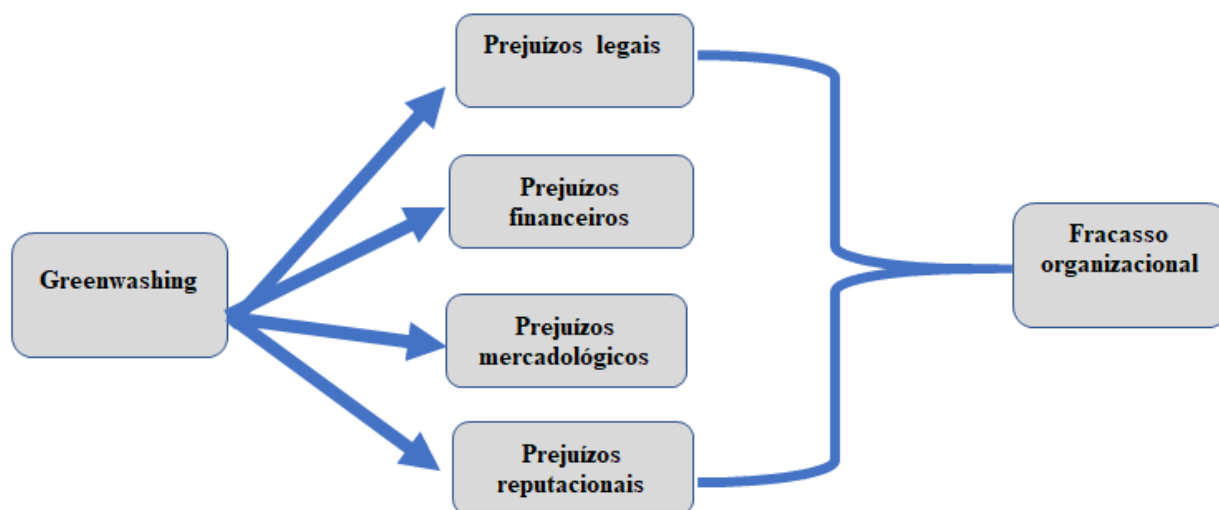 Greenwashing
Prejuízos legais
Prejuízos
financeiros
Prejuízos
mercadológicos
Prejuízos
reputacionais
Fracasso
organizacional